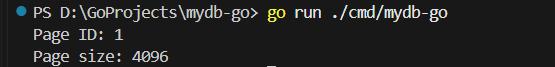 PS D:\GoProjects\mydb-go> go run ./cmd/mydb-go
Page ID: 1
Page size: 4096